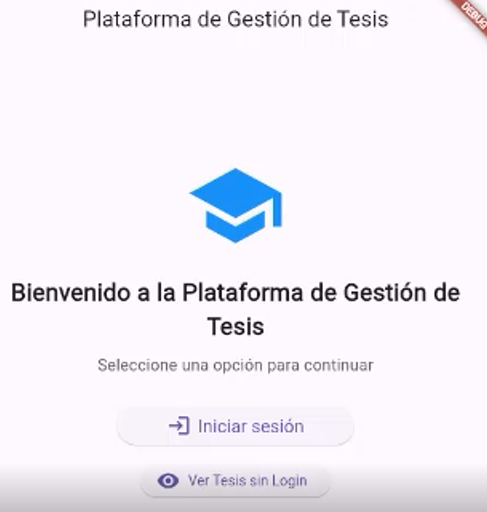 Plataforma de Gestión de Tesis
DEBUG
Bienvenido a la Plataforma de Gestión de
Tesis
Seleccione una opción para continuar
Iniciar sesión
Ver Tesis sin Login